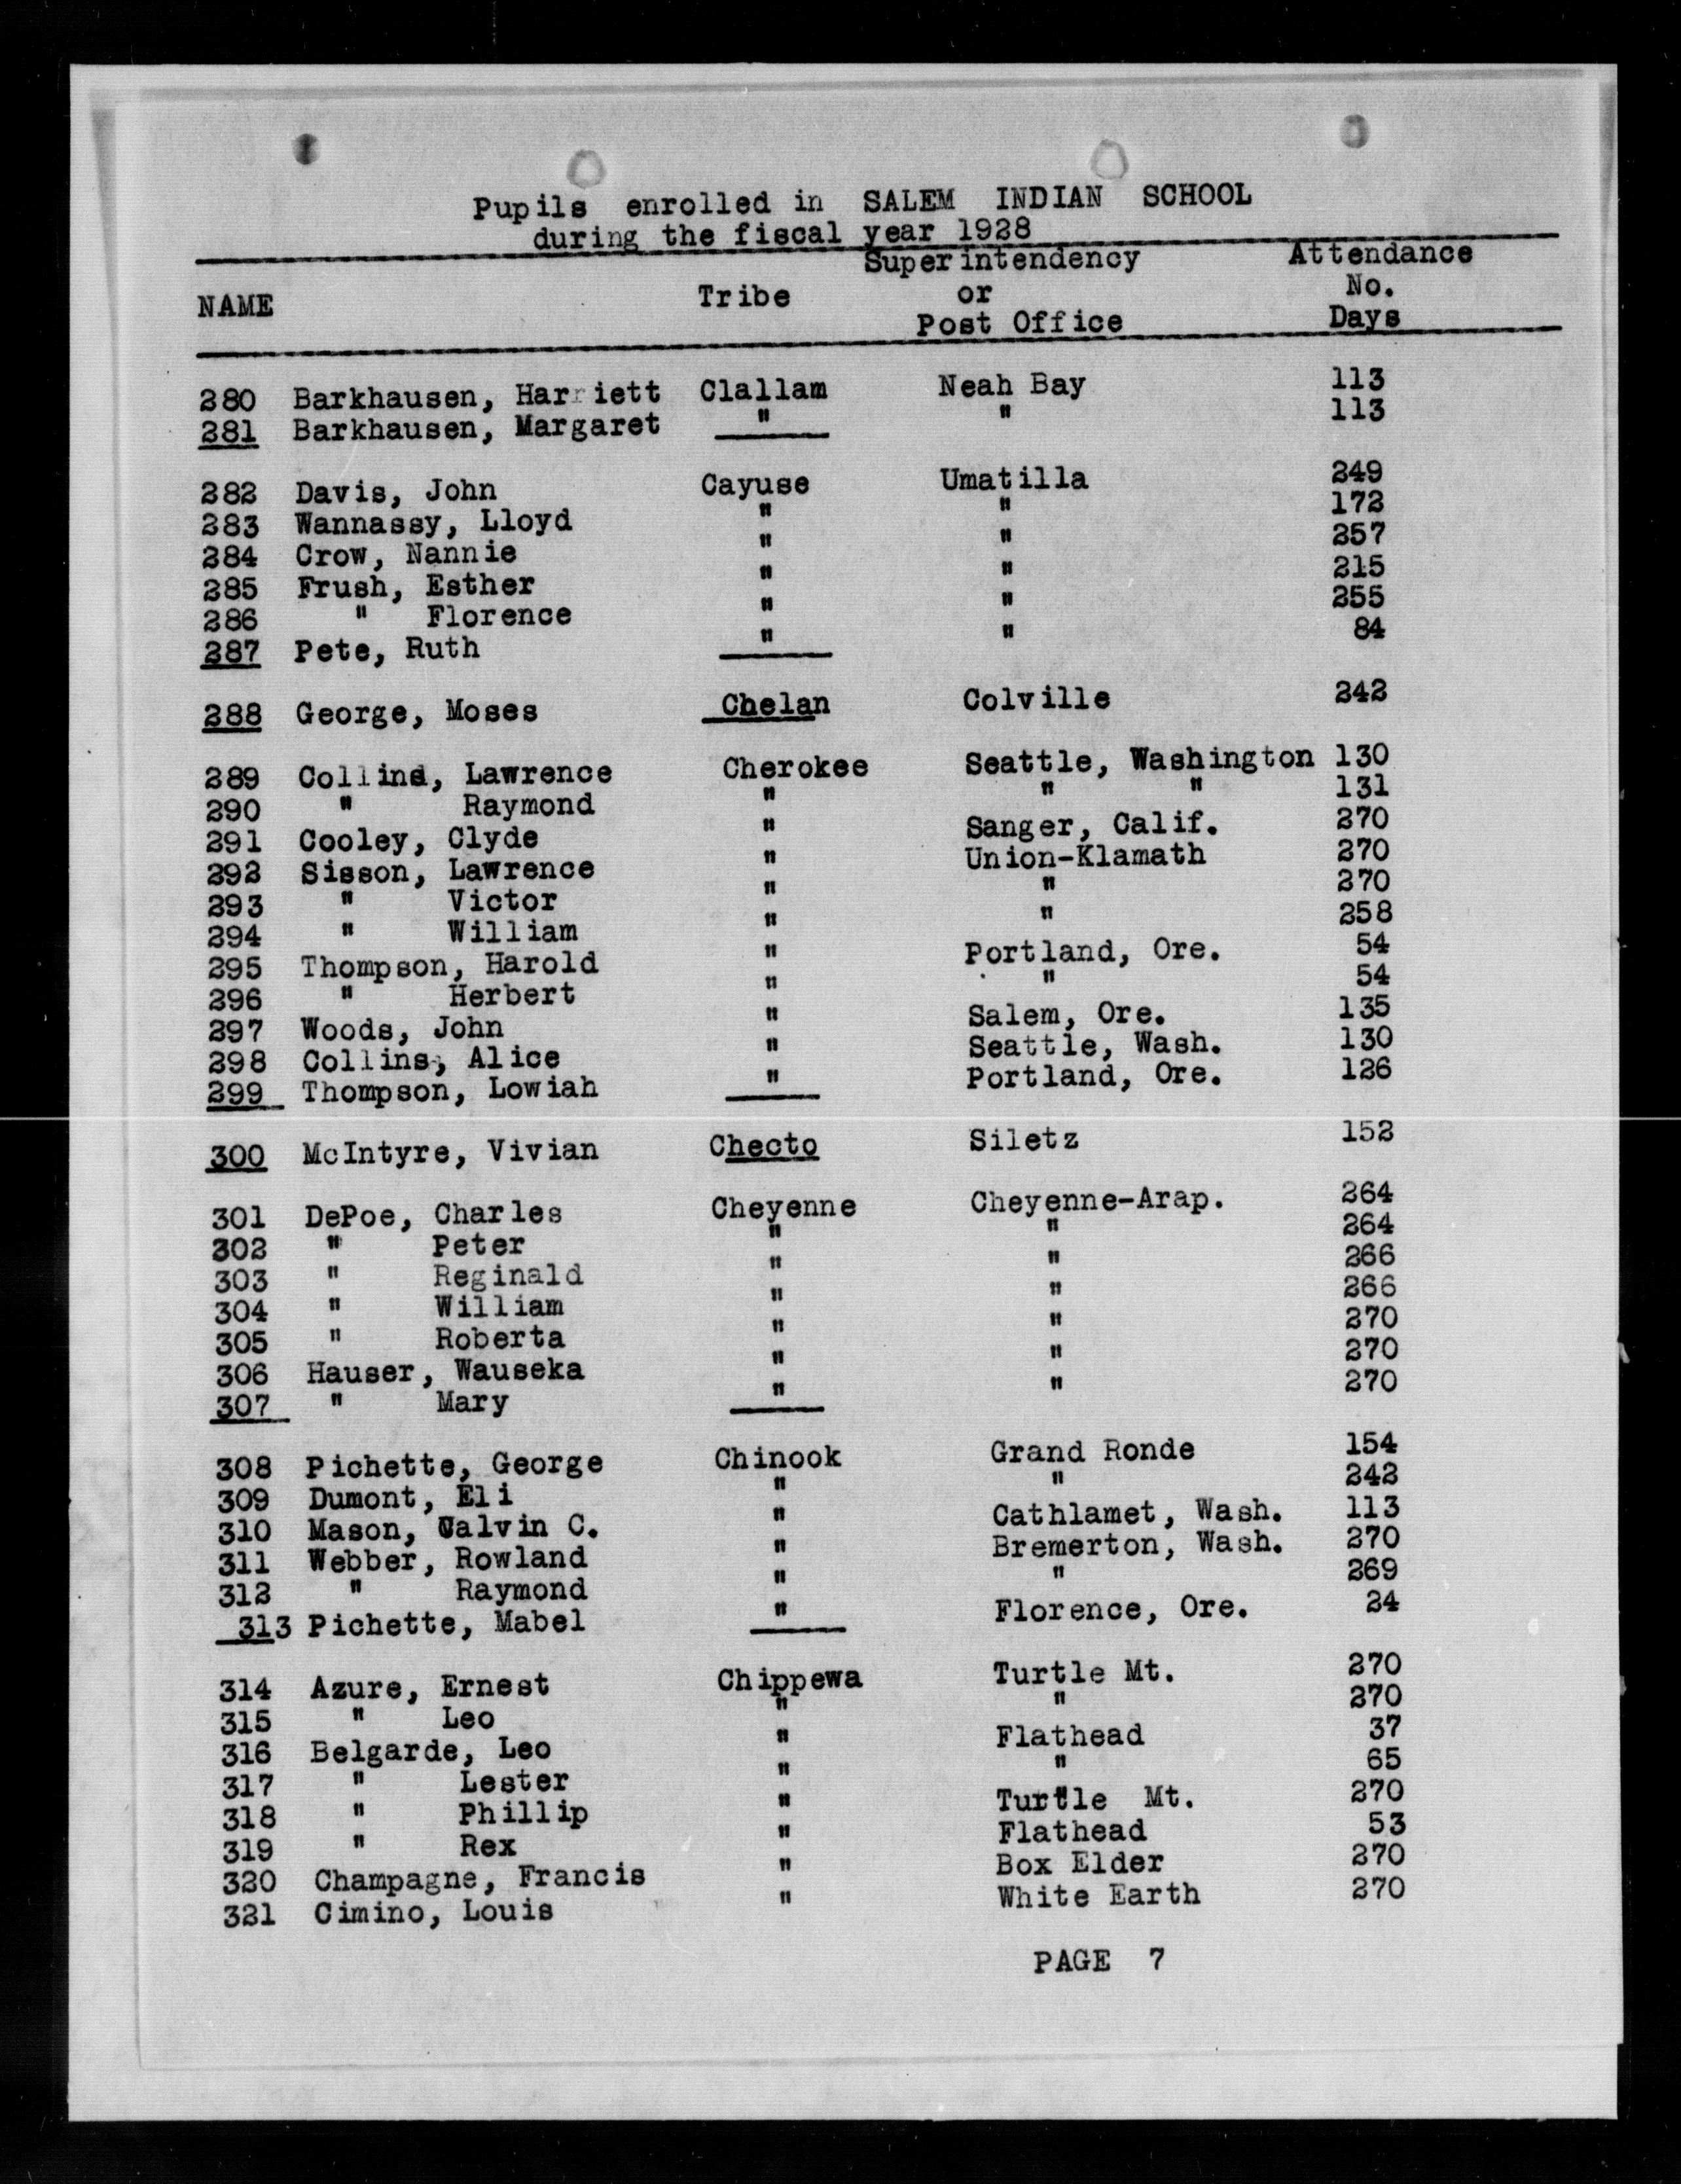 Pupils enrolled in SALEM INDIAN SCHOOL
during the fiscal year 1928
NAME Tribe Superintendency or Post Office Attendance No. Days
280 Barkhausen, Harriett Clallam Neah Bay 113
281 Barkhausen, Margaret " " 113
282 Davis, John Cayuse Umatilla 249
283 Wannassy, Lloyd " " 172
284 Crow, Nannie " " 257
285 Frush, Esther " " 215
286 " Florence " " 255
287 Pete, Ruth " " 84
288 George, Moses Chelan Colville 242
289 Collins, Lawrence Cherokee Seattle, Washington 130
290 " Raymond " " " 131
291 Cooley, Clyde " Sanger, Calif. 270
292 Sisson, Lawrence " Union-Klamath 270
293 " Victor " " 270
294 " William " " 258
295 Thompson, Harold " Portland, Ore. 54
296 " Herbert " " 54
297 Woods, John " Salem, Ore. 135
298 Collins, Alice " Seattle, Wash. 130
299 Thompson, Lowiah " Portland, Ore. 126
300 McIntyre, Vivian Checto Siletz 152
301 DePoe, Charles Cheyenne Cheyenne-Arap. 264
302 " Peter " " 264
303 " Reginald " " 266
304 " William " " 266
305 " Roberta " " 270
306 Hauser, Wauseka " " 270
307 " Mary " " 270
308 Pichette, George Chinook Grand Ronde 154
309 Dumont, Eli " " 242
310 Mason, Calvin C. " Cathlamet, Wash. 113
311 Webber, Rowland " Bremerton, Wash. 270
312 " Raymond " " 269
313 Pichette, Mabel " Florence, Ore. 24
314 Azure, Ernest Chippewa Turtle Mt. 270
315 " Leo " " 270
316 Belgarde, Leo " Flathead 37
317 " Lester " " 65
318 " Phillip " Turtle Mt. 270
319 " Rex " Flathead 53
320 Champagne, Francis " Box Elder 270
321 Cimino, Louis " White Earth 270
PAGE 7